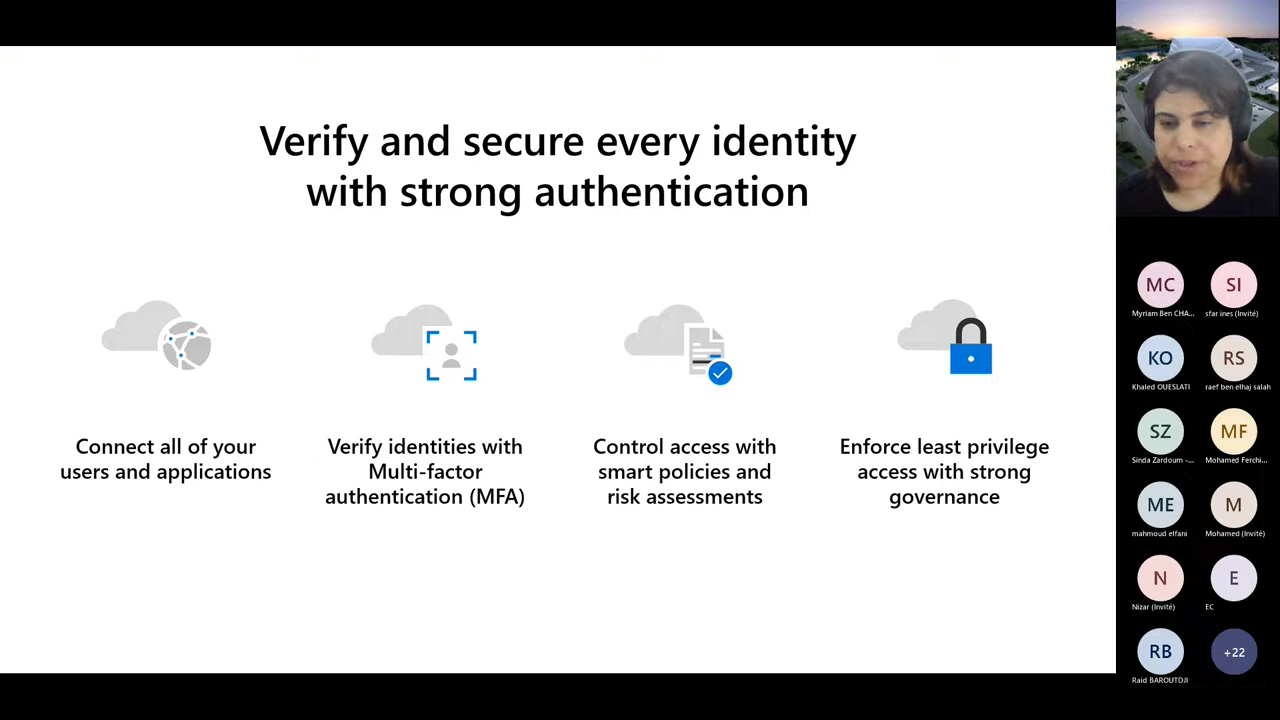 Verify and secure every identity
with strong authentication
Connect all of your
users and applications
Verify identities with
Multi-factor
authentication (MFA)
Control access with
smart policies and
risk assessments
Enforce least privilege
access with strong
governance
MC
SI
Myriam Ben CHA...
sfar ines (Invité)
KO
RS
Khaled OUESLATI
raef ben elhaj salah
SZ
MF
Sinda Zardoum -...
Mohamed Ferchi...
ME
M
mahmoud elfani
Mohamed (Invité)
N
E
Nizar (Invité)
EC
RB
+22
Raid BAROUTDJI